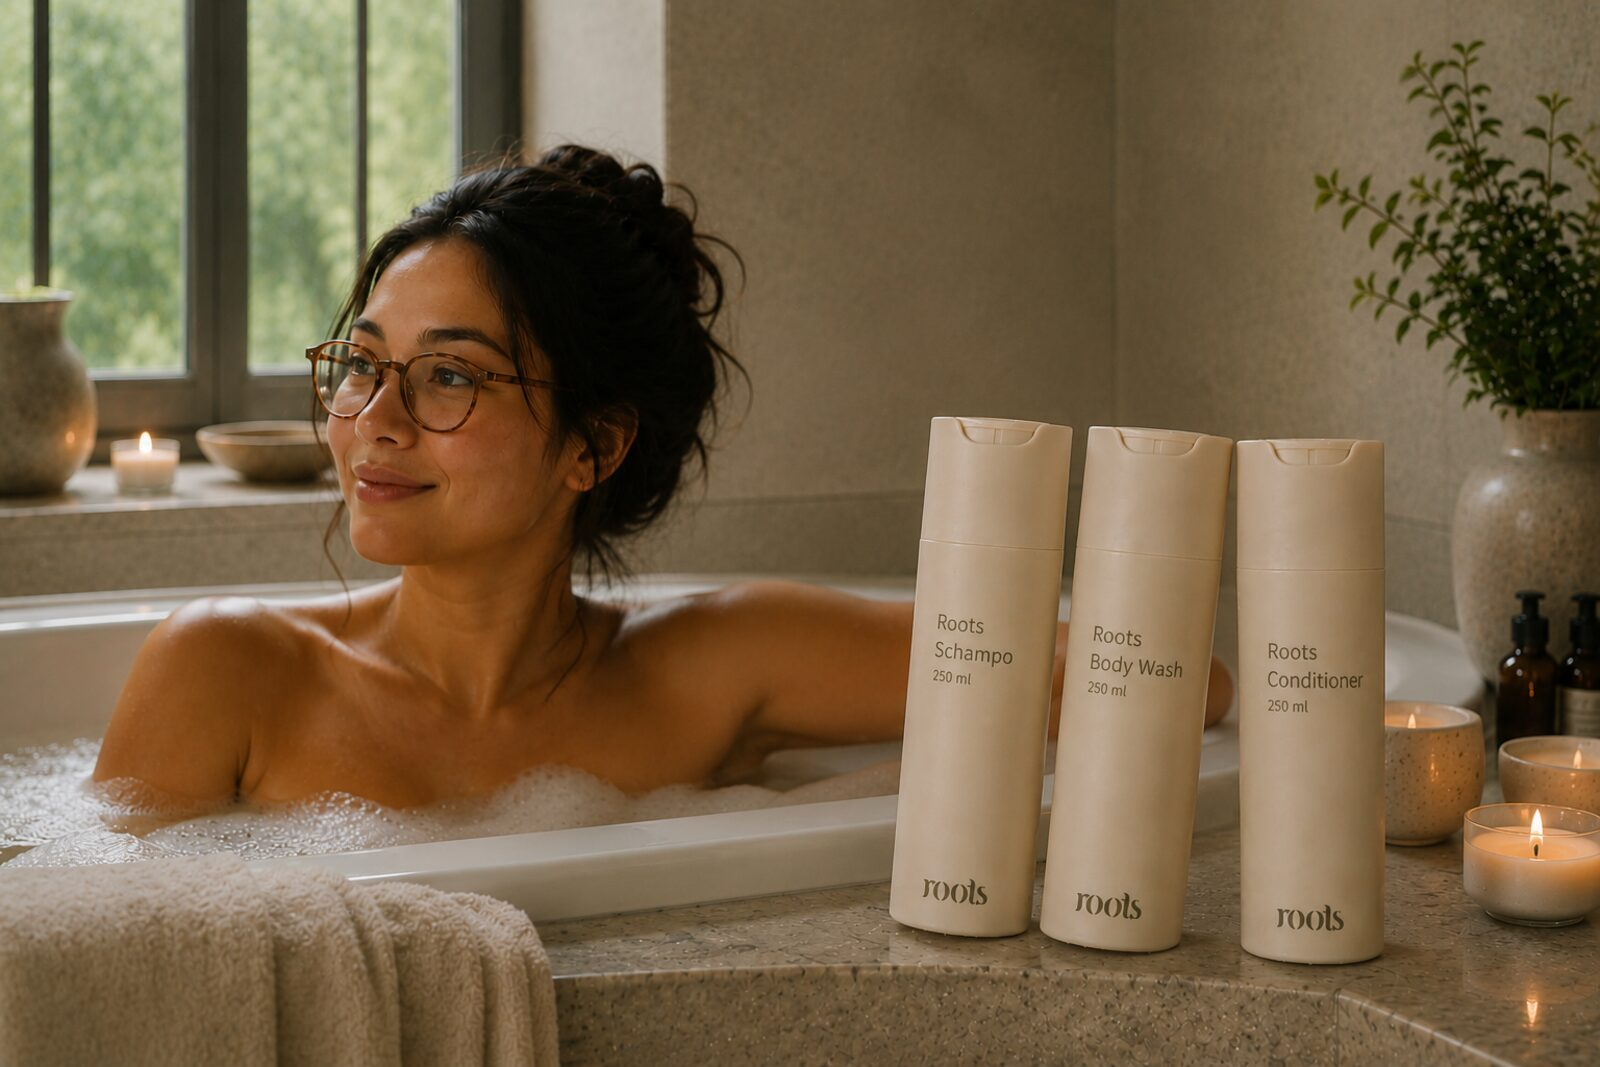 Roots
Schampo
250 ml
roots
Roots
Body Wash
250 ml
roots
Roots
Conditioner
250 ml
roots